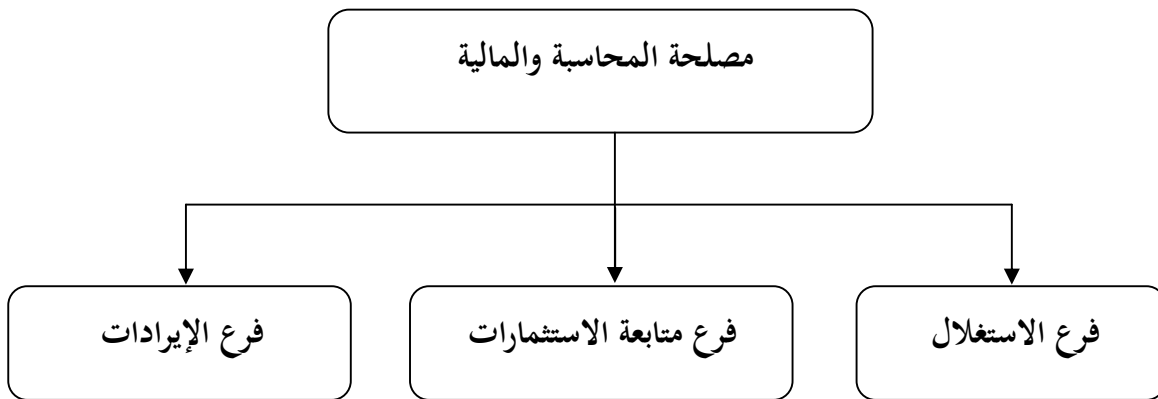 مصلحة المحاسبة والمالية
فرع الاستغلال
فرع متابعة الاستثمارات
فرع الإيرادات